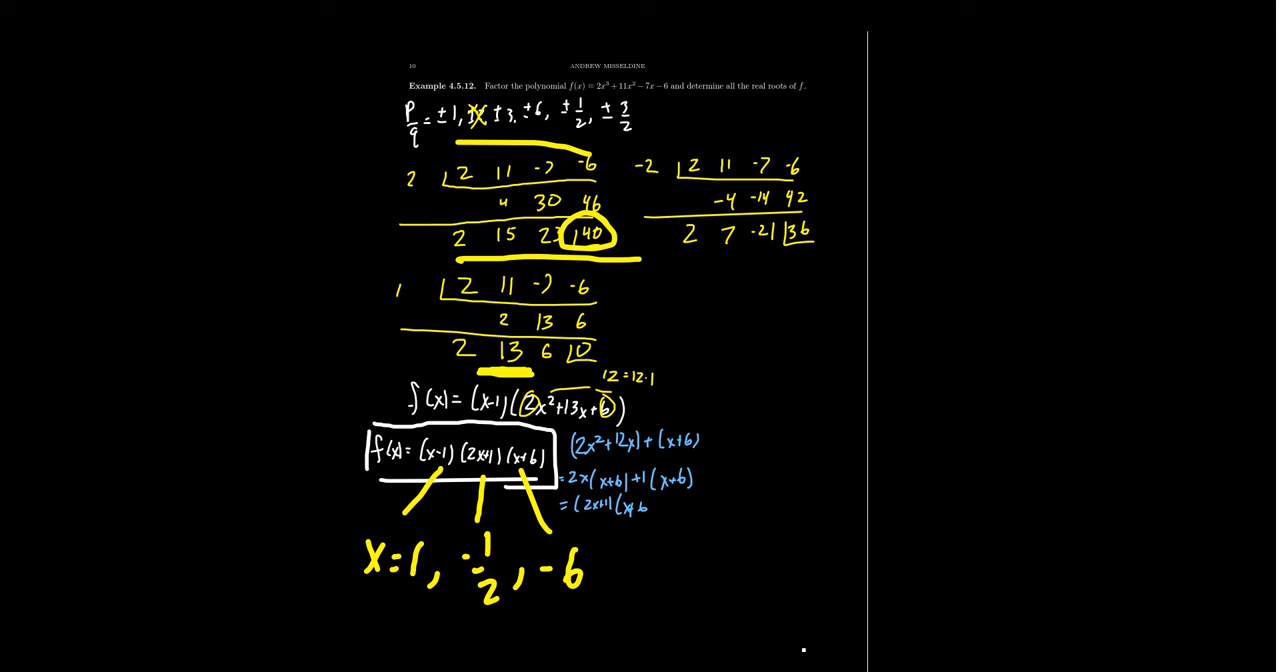 10 ANDREW MISSELDINE
Example 4.5.12. Factor the polynomial f(x) = 2x³ + 11x² − 7x − 6 and determine all the real roots of f.
p/q = ±1, ±3, ±6, ±1/2, ±3/2
2 | 2 11 -7 -6
4 30 46
2 15 23 |40
-2 | 2 11 -7 -6
-4 -14 42
2 7 -21 |36
1 | 2 11 -7 -6
2 13 6
2 13 6 |0
12 = 12·1
f(x) = (x-1)(2x²+13x+6)
f(x) = (x-1)(2x+1)(x+6)
(2x²+12x)+(x+6)
= 2x(x+6)+1(x+6)
= (2x+1)(x+6
x = 1, -1/2, -6